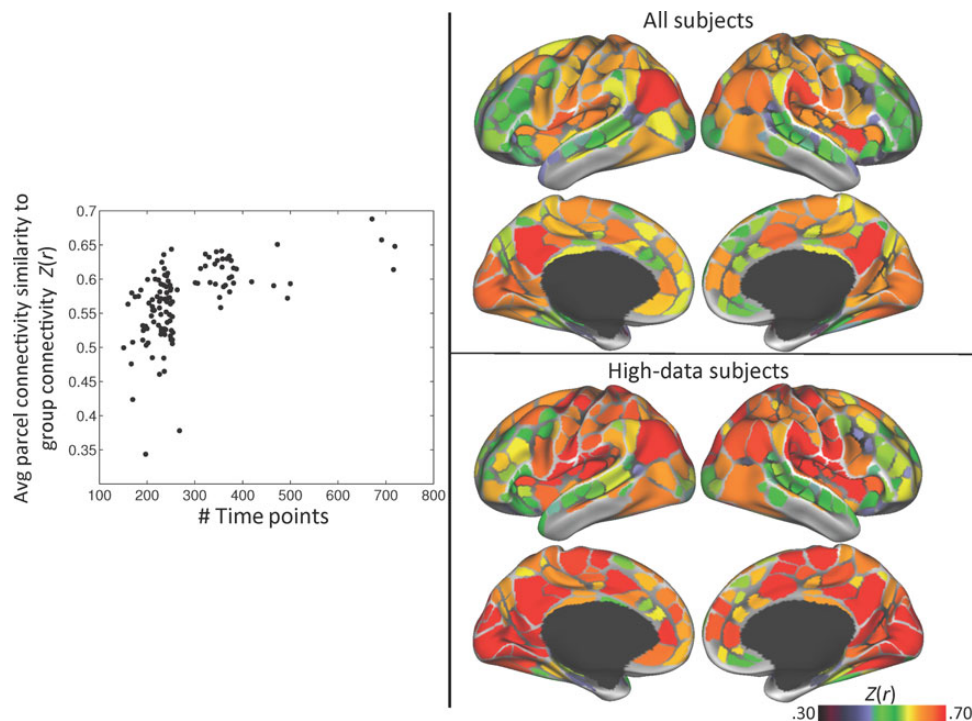 All subjects
Avg parcel connectivity similarity to
group connectivity Z(r)
0.7
0.65
0.6
0.55
0.5
0.45
0.4
0.35
100 200 300 400 500 600 700 800
# Time points
High-data subjects
Z(r)
.30 .70